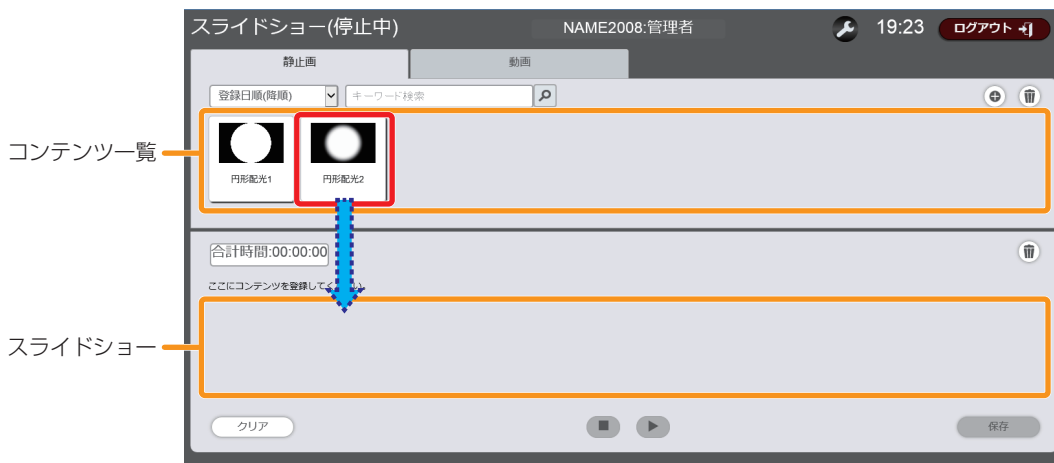 スライドショー(停止中)
NAME2008:管理者
19:23
ログアウト
静止画
動画
登録日順(降順)
キーワード検索
コンテンツ一覧
円形配光1
円形配光2
合計時間:00:00:00
ここにコンテンツを登録してく
スライドショー
クリア
保存